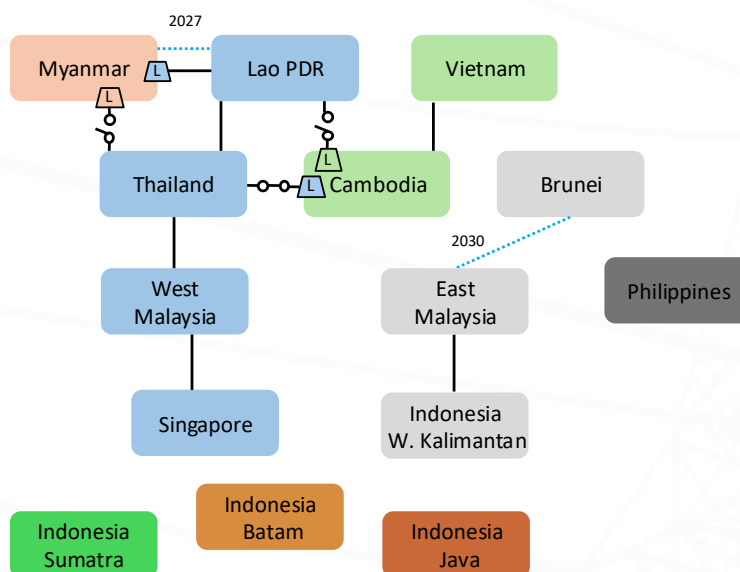 2027
Myanmar
L
Lao PDR
Vietnam
L
L
Thailand
L
Cambodia
Brunei
2030
West
Malaysia
East
Malaysia
Philippines
Singapore
Indonesia
W. Kalimantan
Indonesia
Sumatra
Indonesia
Batam
Indonesia
Java